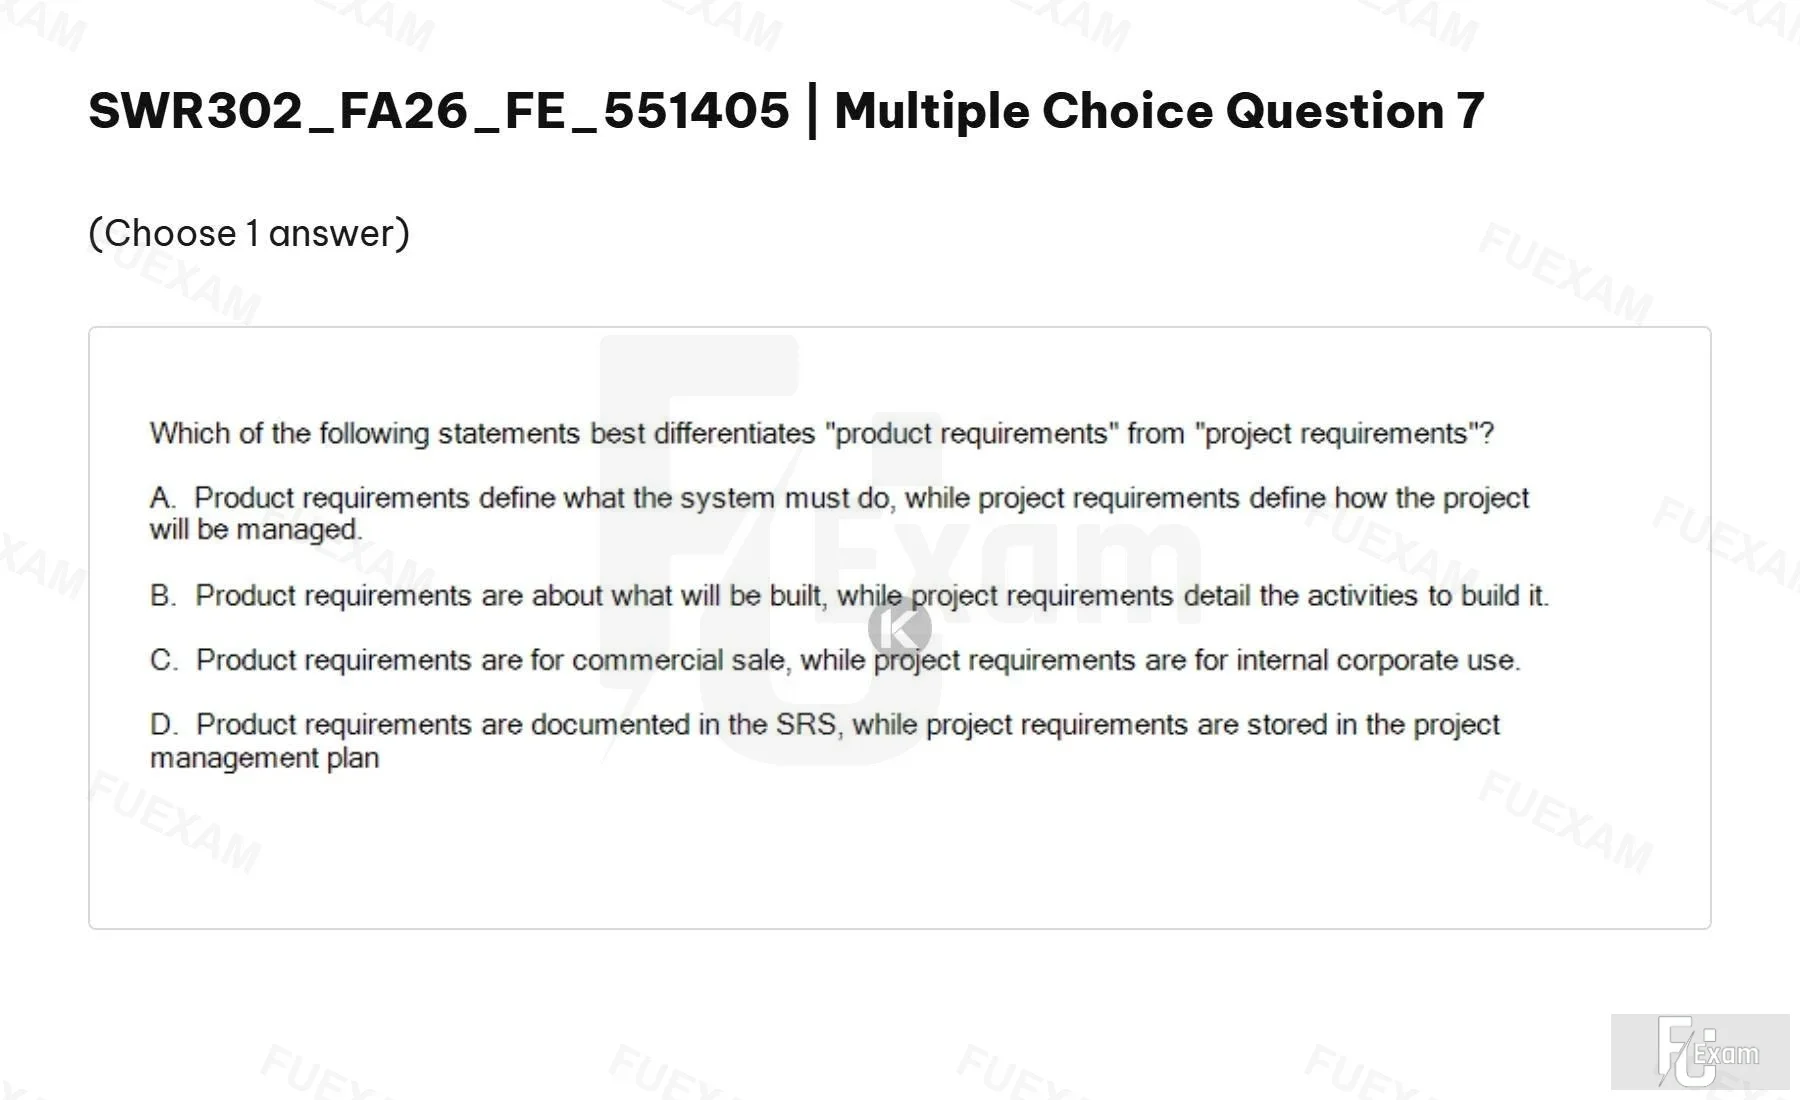 SWR302_FA26_FE_551405 | Multiple Choice Question 7
(Choose 1 answer)
Which of the following statements best differentiates "product requirements" from "project requirements"?
A. Product requirements define what the system must do, while project requirements define how the project
will be managed.
B. Product requirements are about what will be built, while project requirements detail the activities to build it.
C. Product requirements are for commercial sale, while project requirements are for internal corporate use.
D. Product requirements are documented in the SRS, while project requirements are stored in the project
management plan
FUEXAM
FU Exam